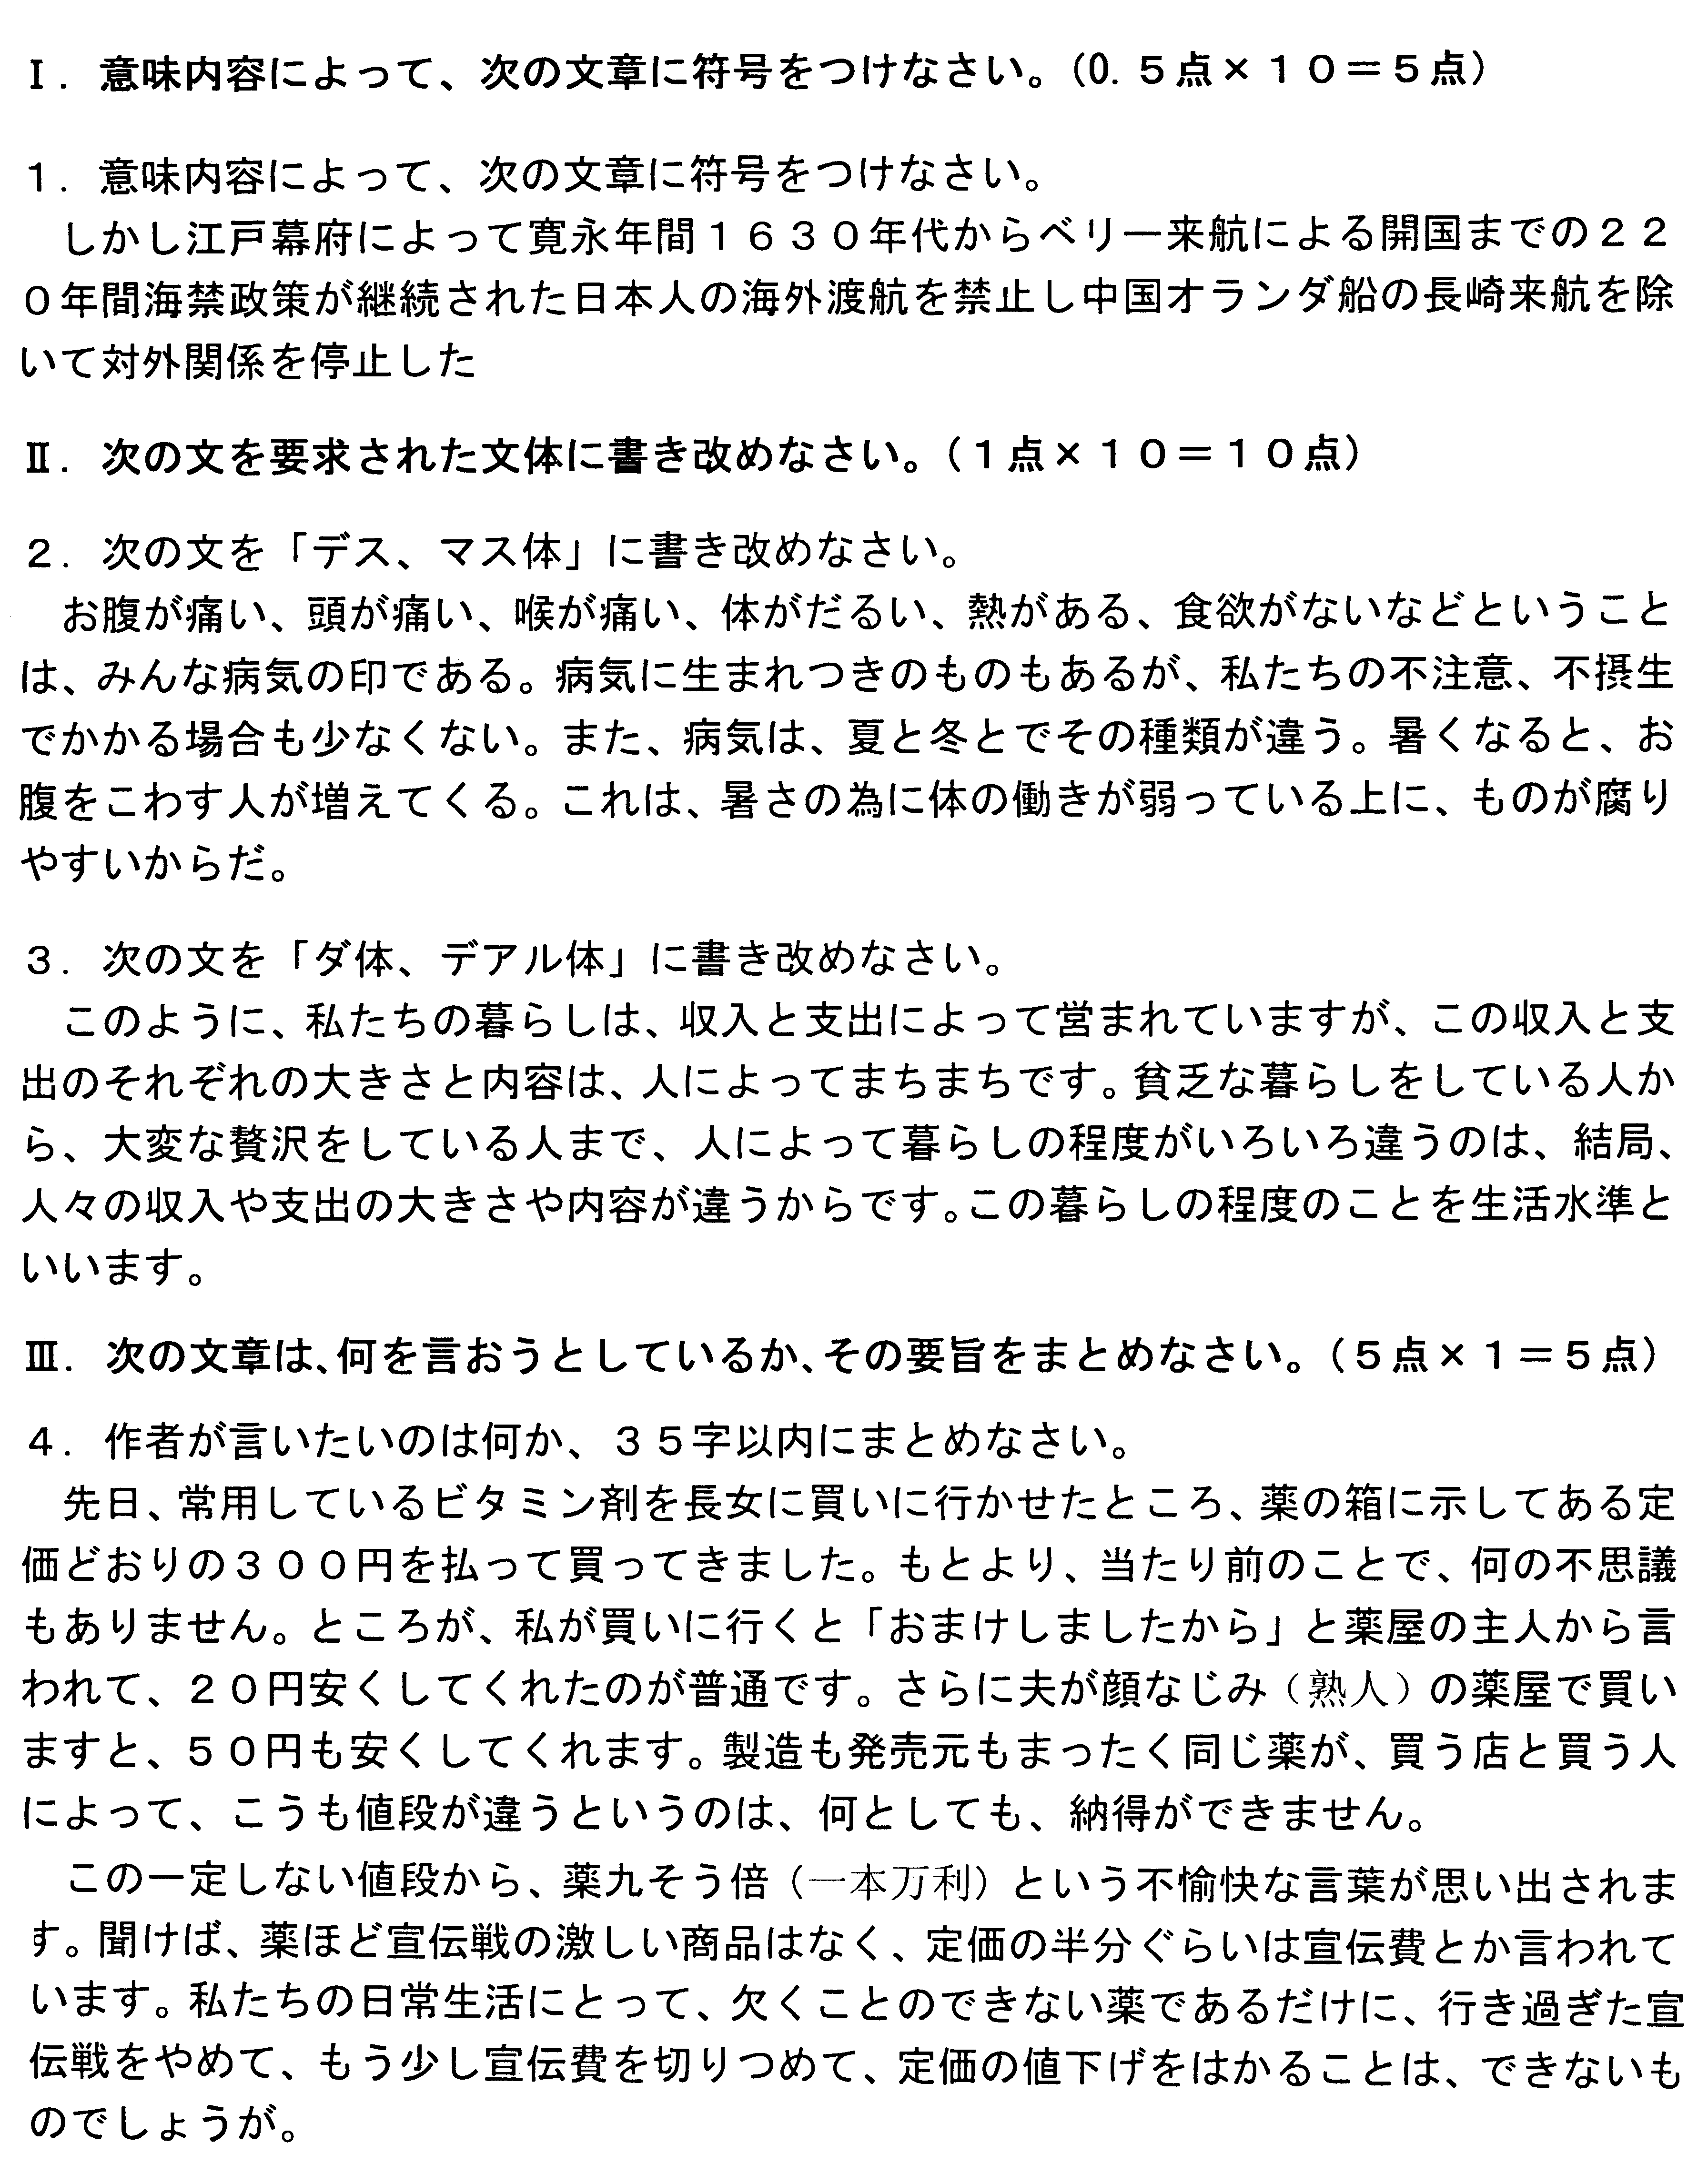 Ⅰ．意味内容によって、次の文章に符号をつけなさい。（0.５点×１０＝５点）
１．意味内容によって、次の文章に符号をつけなさい。
　しかし江戸幕府によって寛永年間１６３０年代からベリー来航による開国までの２２
０年間海禁政策が継続された日本人の海外渡航を禁止し中国オランダ船の長崎来航を除
いて対外関係を停止した
Ⅱ．次の文を要求された文体に書き改めなさい。（１点×１０＝１０点）
２．次の文を「デス、マス体」に書き改めなさい。
　お腹が痛い、頭が痛い、喉が痛い、体がだるい、熱がある、食欲がないなどということ
は、みんな病気の印である。病気に生まれつきのものもあるが、私たちの不注意、不摂生
でかかる場合も少なくない。また、病気は、夏と冬とでその種類が違う。暑くなると、お
腹をこわす人が増えてくる。これは、暑さの為に体の働きが弱っている上に、ものが腐り
やすいからだ。
３．次の文を「ダ体、デアル体」に書き改めなさい。
　このように、私たちの暮らしは、収入と支出によって営まれていますが、この収入と支
出のそれぞれの大きさと内容は、人によってまちまちです。貧乏な暮らしをしている人か
ら、大変な贅沢をしている人まで、人によって暮らしの程度がいろいろ違うのは、結局、
人々の収入や支出の大きさや内容が違うからです。この暮らしの程度のことを生活水準と
いいます。
Ⅲ．次の文章は、何を言おうとしているか、その要旨をまとめなさい。（５点×１＝５点）
４．作者が言いたいのは何か、３５字以内にまとめなさい。
　先日、常用しているビタミン剤を長女に買いに行かせたところ、薬の箱に示してある定
価どおりの３００円を払って買ってきました。もとより、当たり前のことで、何の不思議
もありません。ところが、私が買いに行くと「おまけしましたから」と薬屋の主人から言
われて、２０円安くしてくれたのが普通です。さらに夫が顔なじみ（熟人）の薬屋で買い
ますと、５０円も安くしてくれます。製造も発売元もまったく同じ薬が、買う店と買う人
によって、こうも値段が違うというのは、何としても、納得ができません。
　この一定しない値段から、薬九そう倍（一本万利）という不愉快な言葉が思い出されま
す。聞けば、薬ほど宣伝戦の激しい商品はなく、定価の半分ぐらいは宣伝費とか言われて
います。私たちの日常生活にとって、欠くことのできない薬であるだけに、行き過ぎた宣
伝戦をやめて、もう少し宣伝費を切りつめて、定価の値下げをはかることは、できないも
のでしょうが。